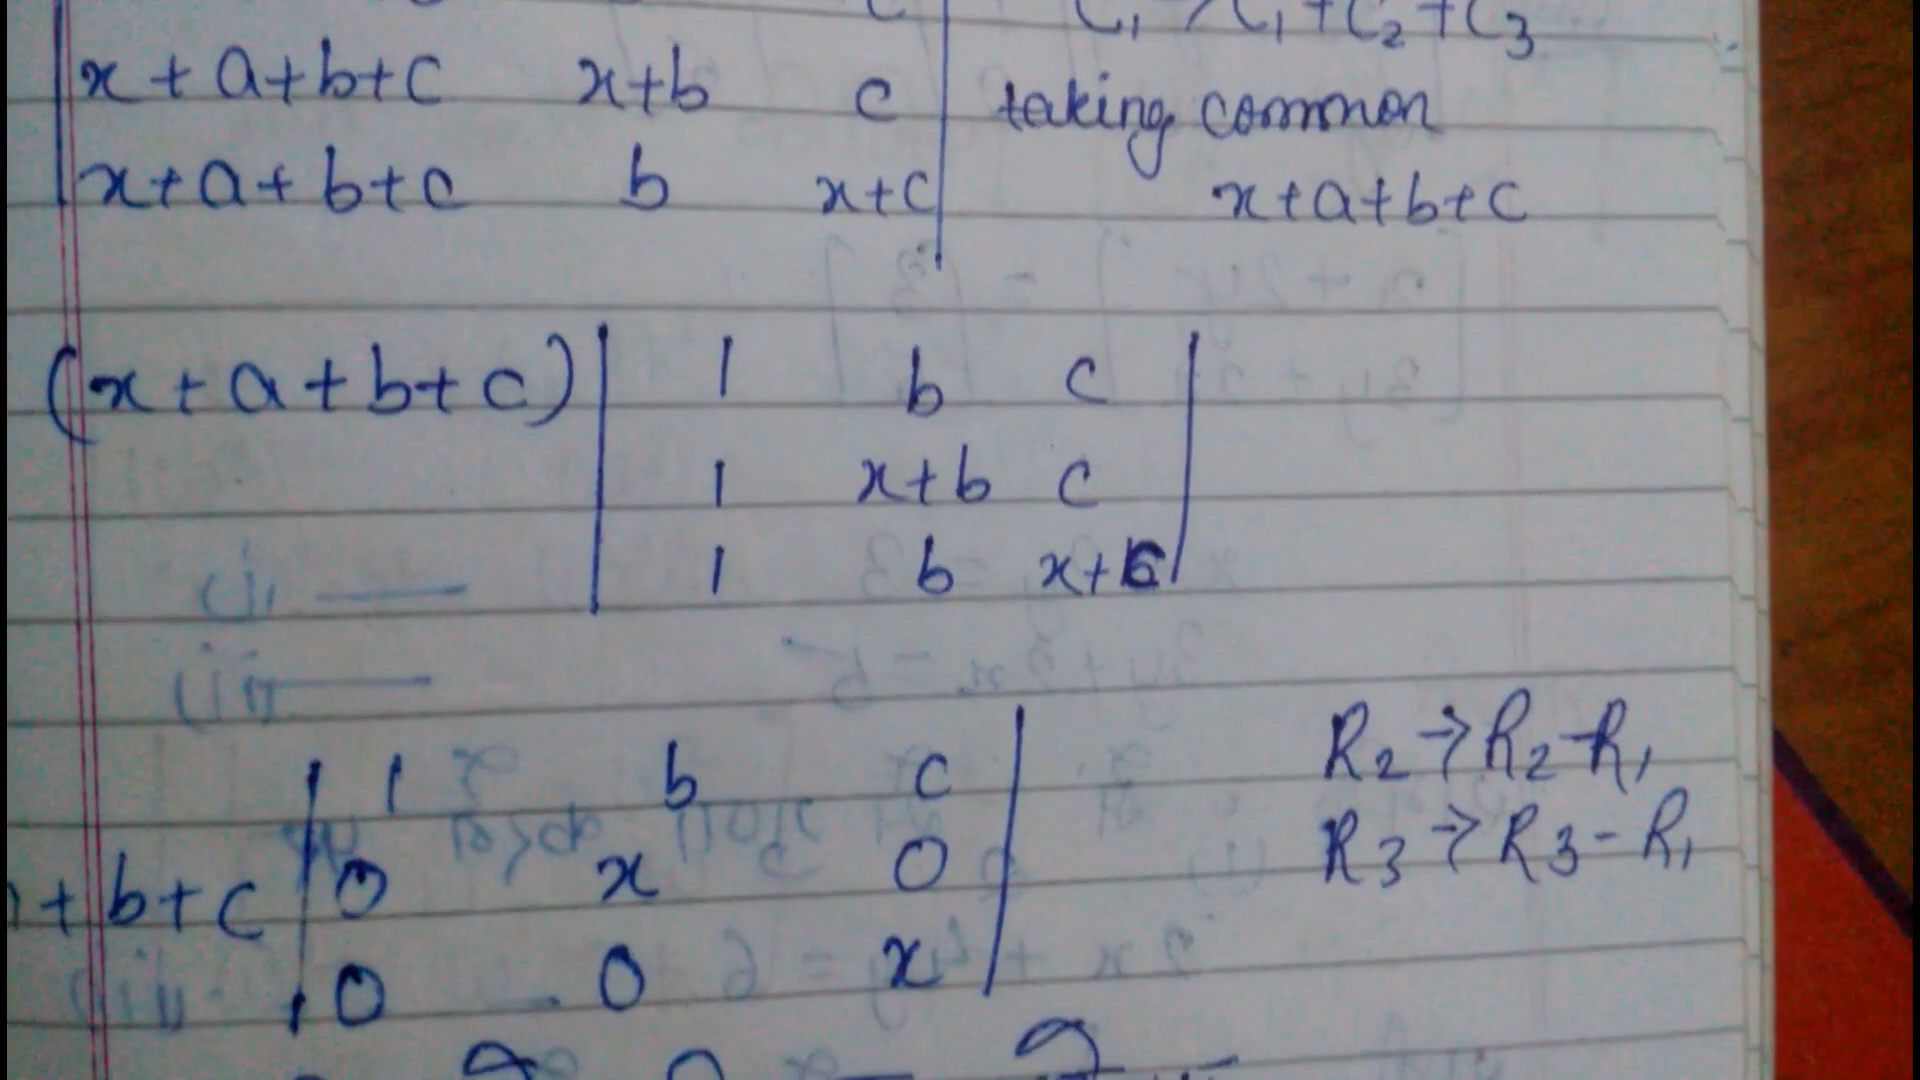 c | C₁→C₁+C₂+C₃
| x+a+b+c x+b c | taking common
| x+a+b+c b x+c | x+a+b+c
(x+a+b+c) | 1 b c |
| 1 x+b c |
| 1 b x+c |
| 1 b c | R₂→R₂-R₁
+b+c | 0 x 0 | R₃→R₃-R₁
| 0 0 x |